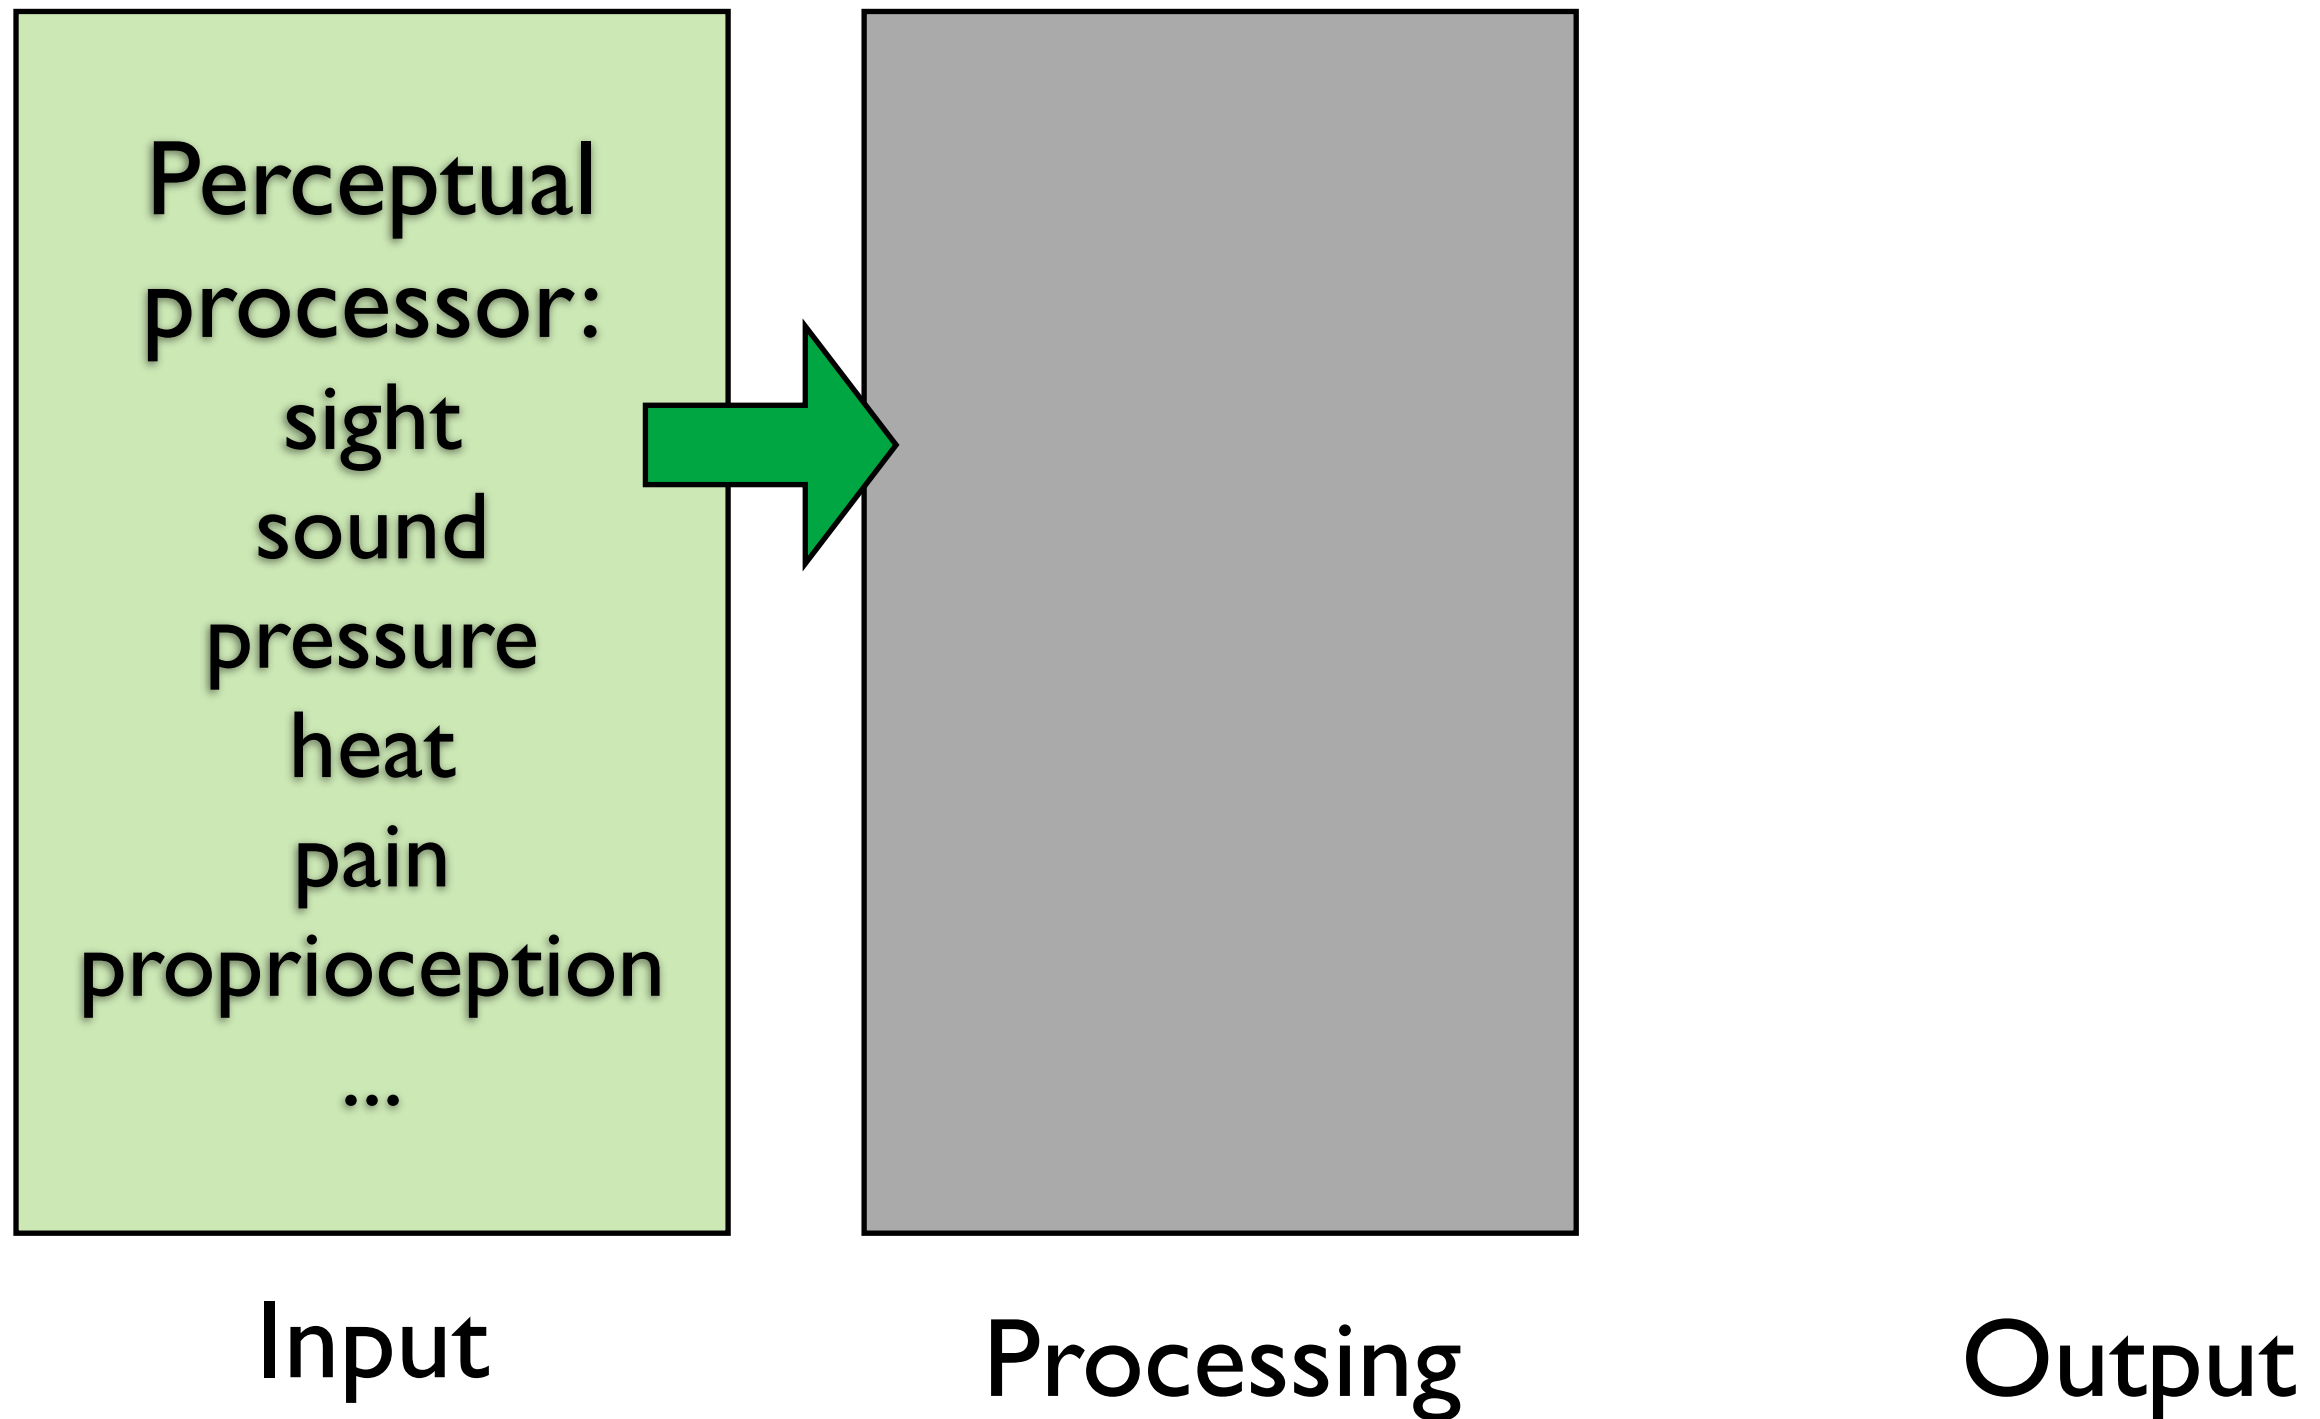 Perceptual
processor:
sight
sound
pressure
heat
pain
proprioception
...
Input
Processing
Output